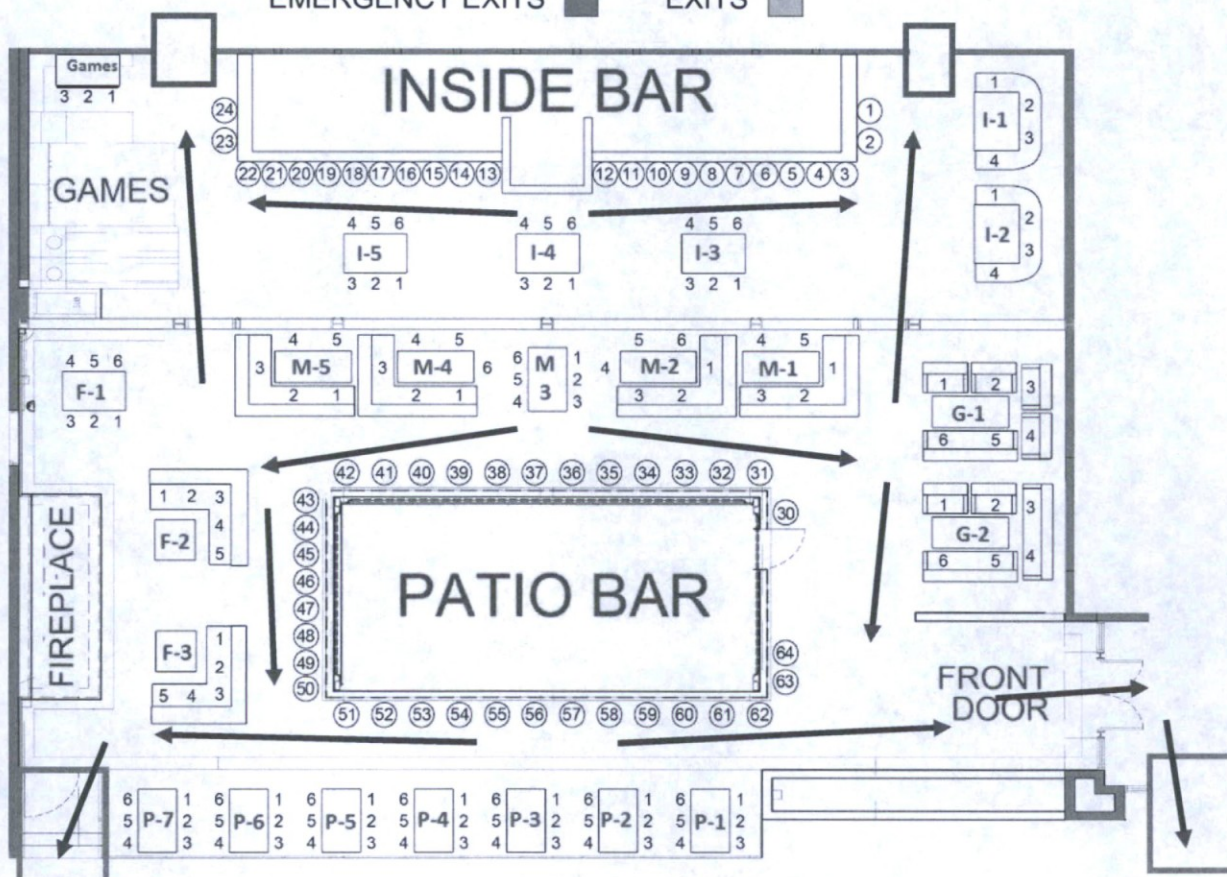 EMERGENCY EXITS EXITS
Games
3 2 1
INSIDE BAR
24
23
1
2
22 21 20 19 18 17 16 15 14 13
12 11 10 9 8 7 6 5 4 3
GAMES
1
I-1 2
3
4
1
I-2 2
3
4
4 5 6
I-5
3 2 1
4 5 6
I-4
3 2 1
4 5 6
I-3
3 2 1
4 5 6
F-1
3 2 1
4 5
3 M-5
2 1
4 5
3 M-4 6
2 1
6 M 1
5 3 2
4 3
5
4 M-2 1
3 2
4 5
M-1 1
3 2
1 2 3
G-1
4
6 5
1 2 3
G-2
6 5 4
42 41 40 39 38 37 36 35 34 33 32 31
30
43
44
45
46
47
48
49
50
PATIO BAR
64
63
51 52 53 54 55 56 57 58 59 60 61 62
FIREPLACE
1 2 3
4
F-2 5
F-3 1
2
5 4 3
FRONT
DOOR
6 1
5 P-7 2
4 3
6 1
5 P-6 2
4 3
6 1
5 P-5 2
4 3
6 1
5 P-4 2
4 3
6 1
5 P-3 2
4 3
6 1
5 P-2 2
4 3
6 1
5 P-1 2
4 3